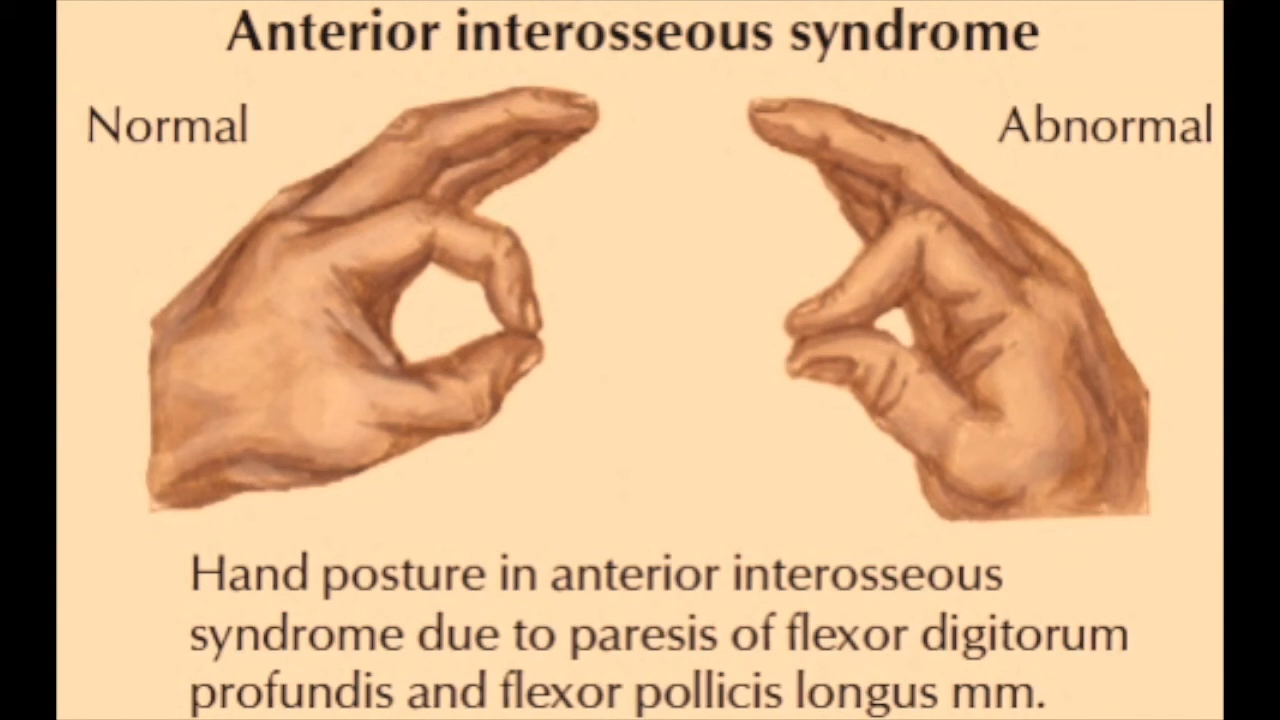 Anterior interosseous syndrome
Normal
Abnormal
Hand posture in anterior interosseous
syndrome due to paresis of flexor digitorum
profundis and flexor pollicis longus mm.